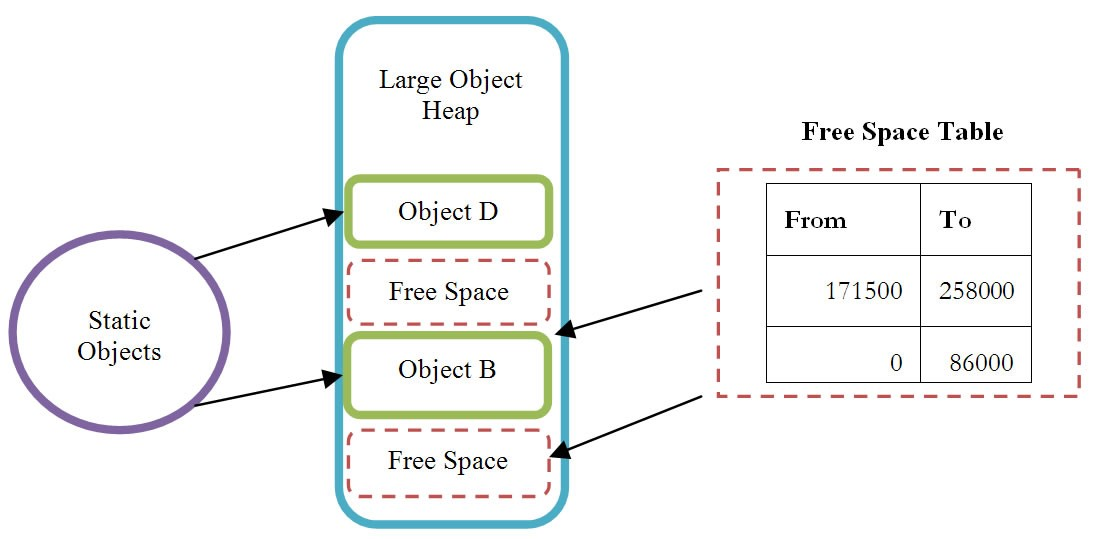 Large Object
Heap
Object D
Free Space
Object B
Free Space
Static
Objects
Free Space Table
From To
171500 258000
0 86000